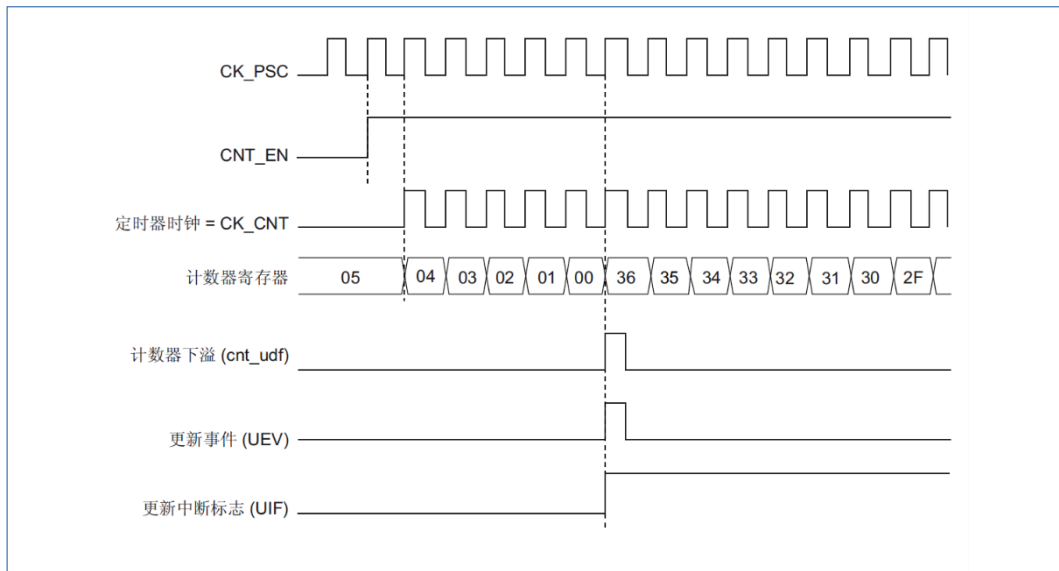 CK_PSC
CNT_EN
定时器时钟 = CK_CNT
计数器寄存器 05 04 03 02 01 00 36 35 34 33 32 31 30 2F
计数器下溢 (cnt_udf)
更新事件 (UEV)
更新中断标志 (UIF)